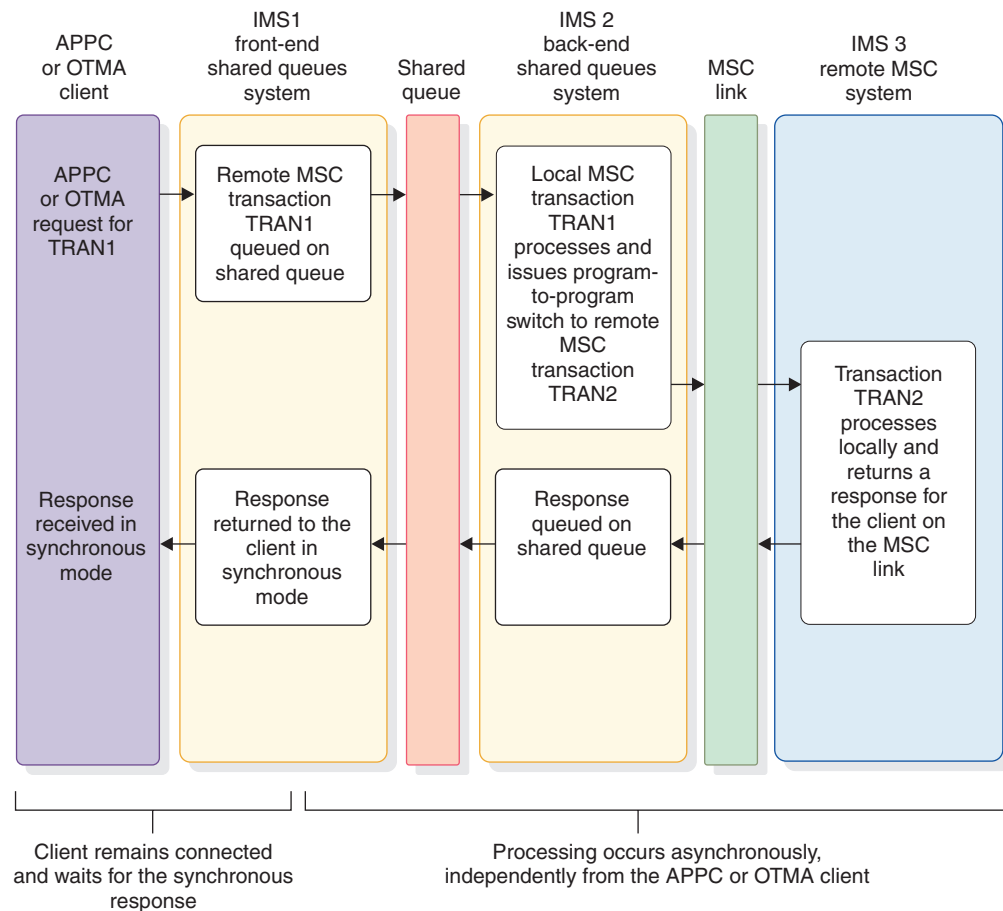 APPC
or OTMA
client
IMS1
front-end
shared queues
system
Shared
queue
IMS 2
back-end
shared queues
system
MSC
link
IMS 3
remote MSC
system
APPC
or OTMA
request for
TRAN1
Remote MSC
transaction
TRAN1
queued on
shared queue
Local MSC
transaction
TRAN1
processes and
issues program-
to-program
switch to remote
MSC
transaction
TRAN2
Transaction
TRAN2
processes
locally and
returns a
response for
the client on
the MSC
link
Response
received in
synchronous
mode
Response
returned to the
client in
synchronous
mode
Response
queued on
shared queue
Client remains connected
and waits for the synchronous
response
Processing occurs asynchronously,
independently from the APPC or OTMA client